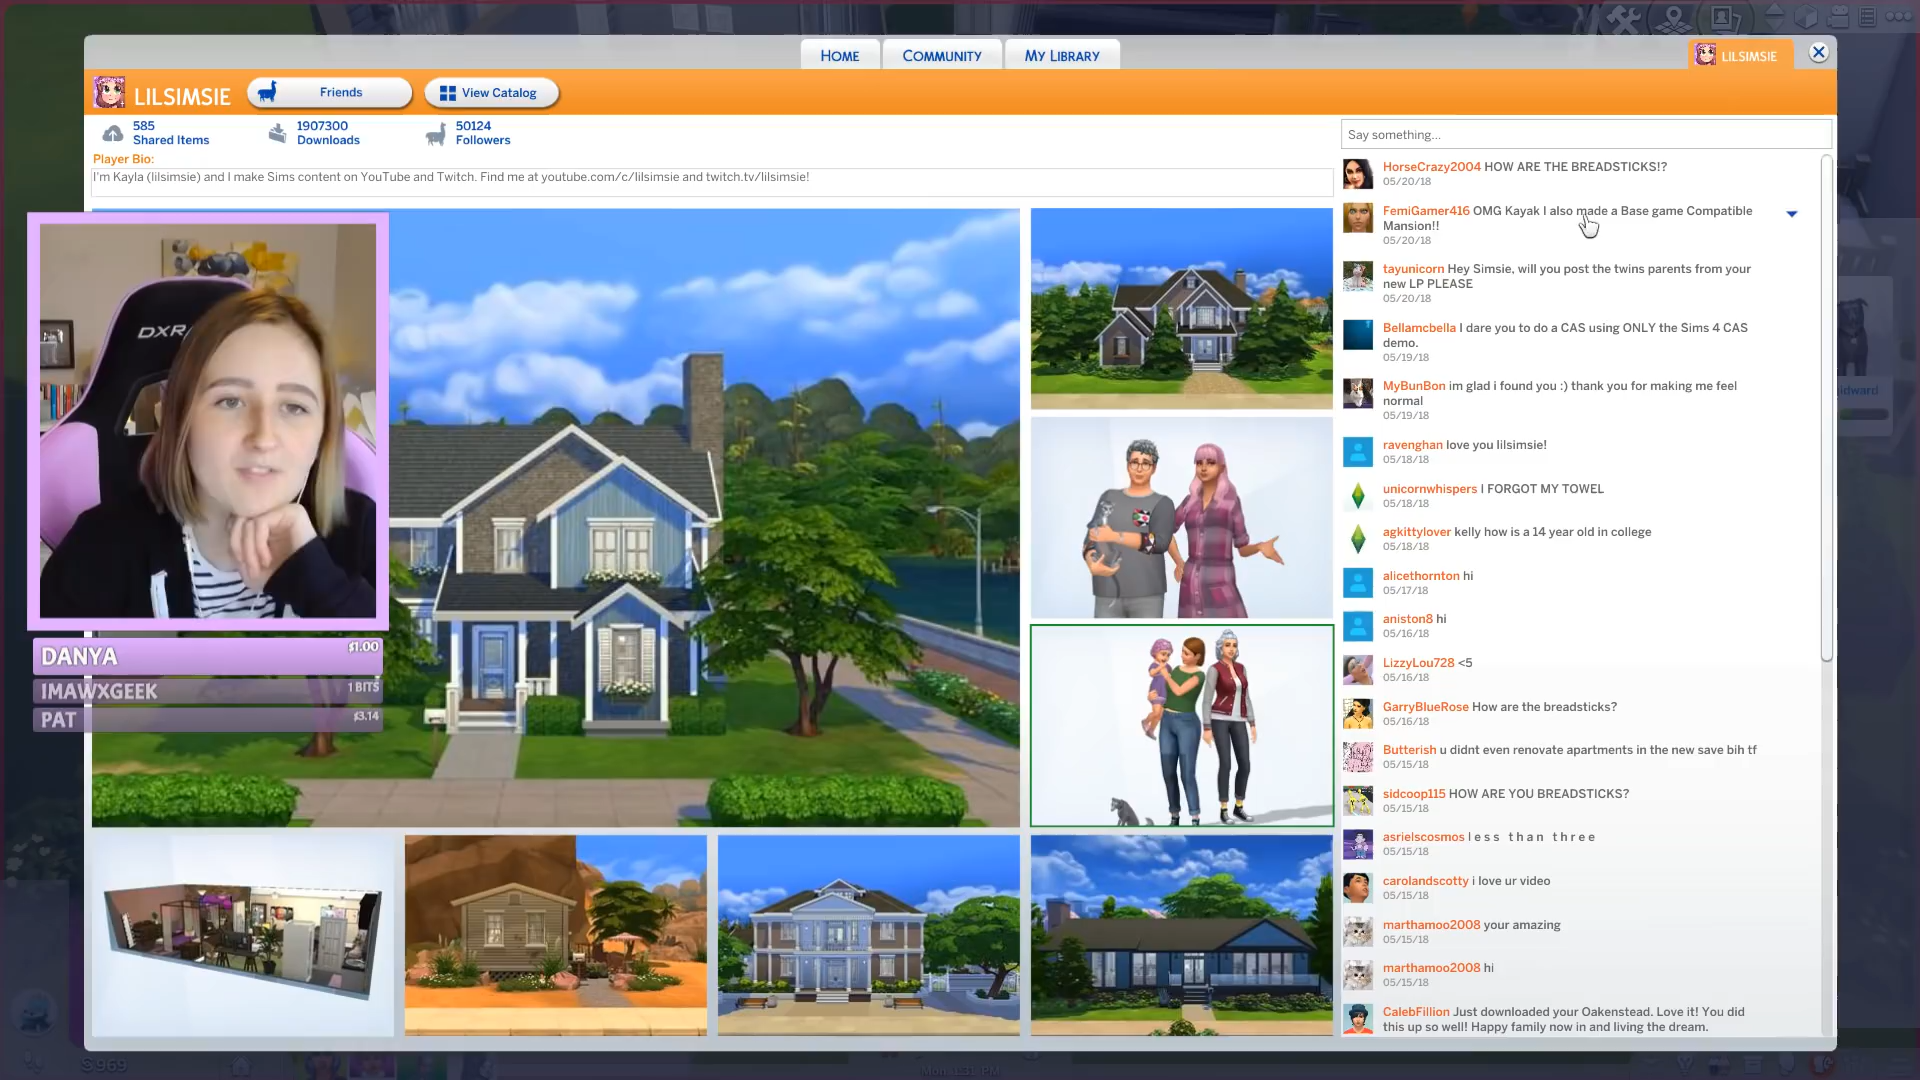 HOME
COMMUNITY
MY LIBRARY
LILSIMSIE
LILSIMSIE
Friends
View Catalog
585
Shared Items
1907300
Downloads
50124
Followers
Player Bio:
I'm Kayla (lilsimsie) and I make Sims content on YouTube and Twitch. Find me at youtube.com/c/lilsimsie and twitch.tv/lilsimsie!
DXR
DANYA $1.00
IMAWXGEEK 1 BITS
PAT $3.14
Say something...
HorseCrazy2004 HOW ARE THE BREADSTICKS!?
05/20/18
FemiGamer416 OMG Kayak I also made a Base game Compatible
Mansion!!
05/20/18
tayunicorn Hey Simsie, will you post the twins parents from your
new LP PLEASE
05/20/18
Bellamcbella I dare you to do a CAS using ONLY the Sims 4 CAS
demo.
05/19/18
MyBunBon im glad i found you :) thank you for making me feel
normal
05/19/18
ravenghan love you lilsimsie!
05/18/18
unicornwhispers I FORGOT MY TOWEL
05/18/18
agkittylover kelly how is a 14 year old in college
05/18/18
alicethornton hi
05/17/18
aniston8 hi
05/16/18
LizzyLou728 <5
05/16/18
GarryBlueRose How are the breadsticks?
05/16/18
Butterish u didnt even renovate apartments in the new save bih tf
05/15/18
sidcoop115 HOW ARE YOU BREADSTICKS?
05/15/18
asrielscosmos l e s s t h a n t h r e e
05/15/18
carolandscotty i love ur video
05/15/18
marthamoo2008 your amazing
05/15/18
marthamoo2008 hi
05/15/18
CalebFillion Just downloaded your Oakenstead. Love it! You did
this up so well! Happy family now in and living the dream.